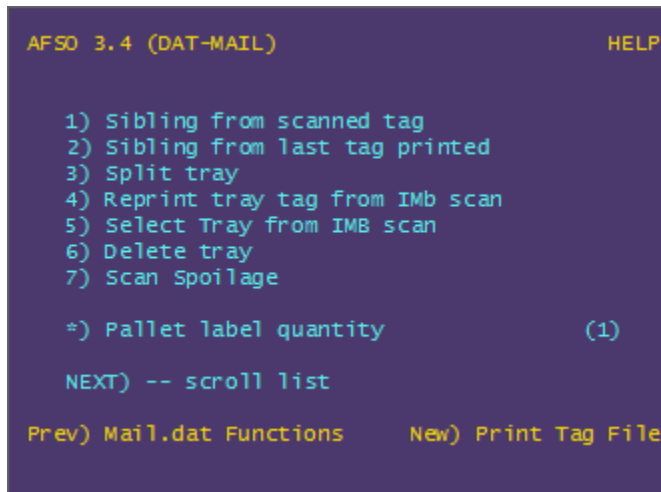 AFSO 3.4 (DAT-MAIL) HELP
1) Sibling from scanned tag
2) Sibling from last tag printed
3) Split tray
4) Reprint tray tag from IMb scan
5) Select Tray from IMB scan
6) Delete tray
7) Scan Spoilage
*) Pallet label quantity (1)
NEXT) -- scroll list
Prev) Mail.dat Functions New) Print Tag File